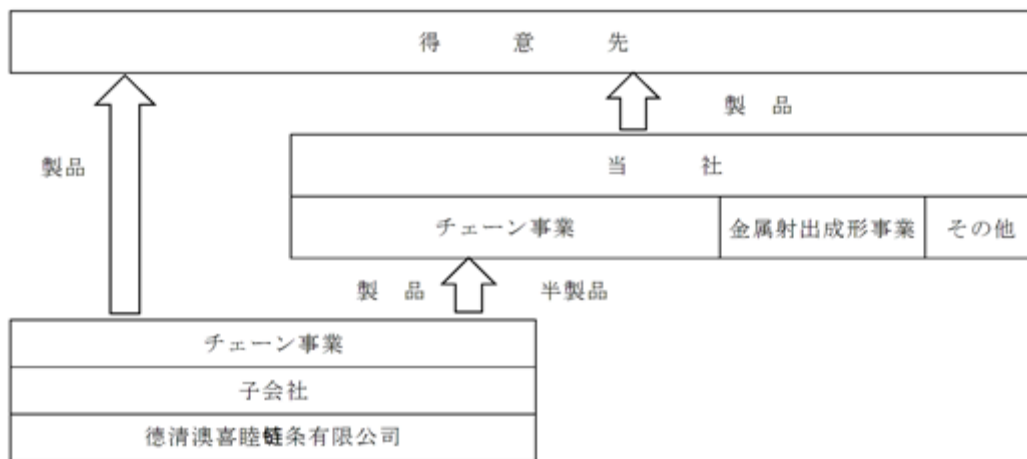 得意先
製品
製品
当社
チェーン事業
金属射出成形事業
その他
製品
半製品
チェーン事業
子会社
德清澳喜睦链条有限公司